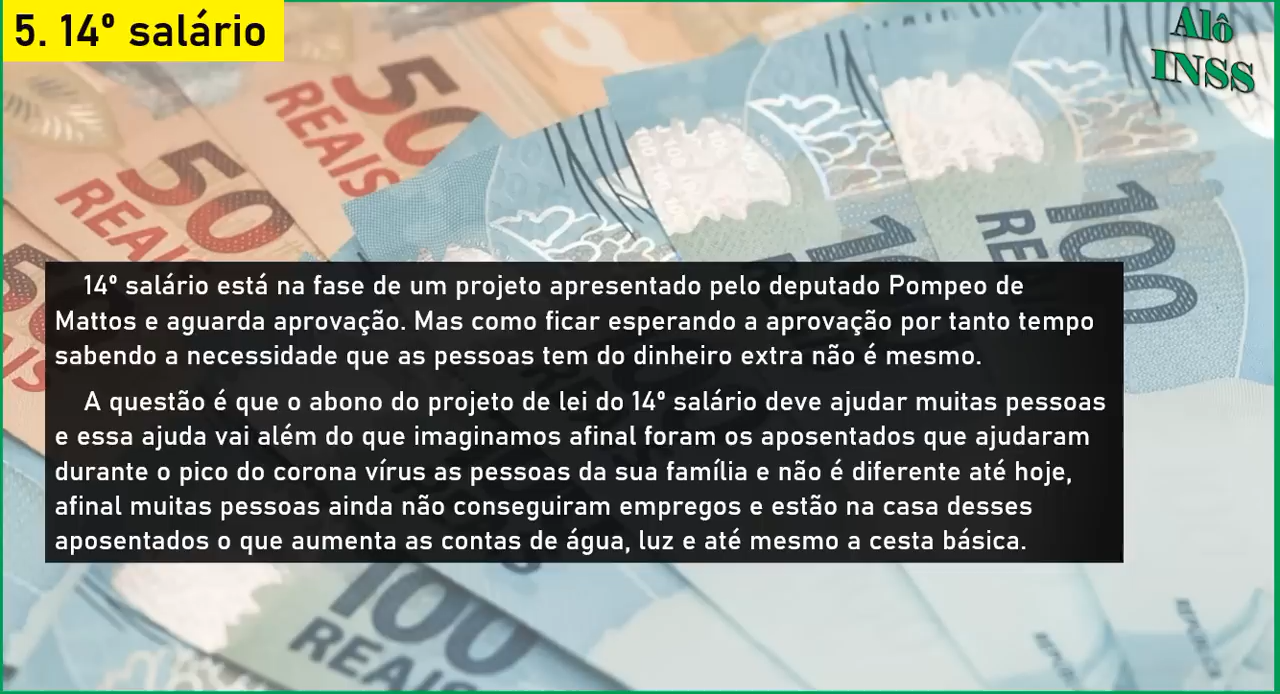 5. 14º salário
Alô
INSS
50
REAIS
50
REAIS
100
100
14º salário está na fase de um projeto apresentado pelo deputado Pompeo de
Mattos e aguarda aprovação. Mas como ficar esperando a aprovação por tanto tempo
sabendo a necessidade que as pessoas tem do dinheiro extra não é mesmo.
A questão é que o abono do projeto de lei do 14º salário deve ajudar muitas pessoas
e essa ajuda vai além do que imaginamos afinal foram os aposentados que ajudaram
durante o pico do corona vírus as pessoas da sua família e não é diferente até hoje,
afinal muitas pessoas ainda não conseguiram empregos e estão na casa desses
aposentados o que aumenta as contas de água, luz e até mesmo a cesta básica.
100
REAIS